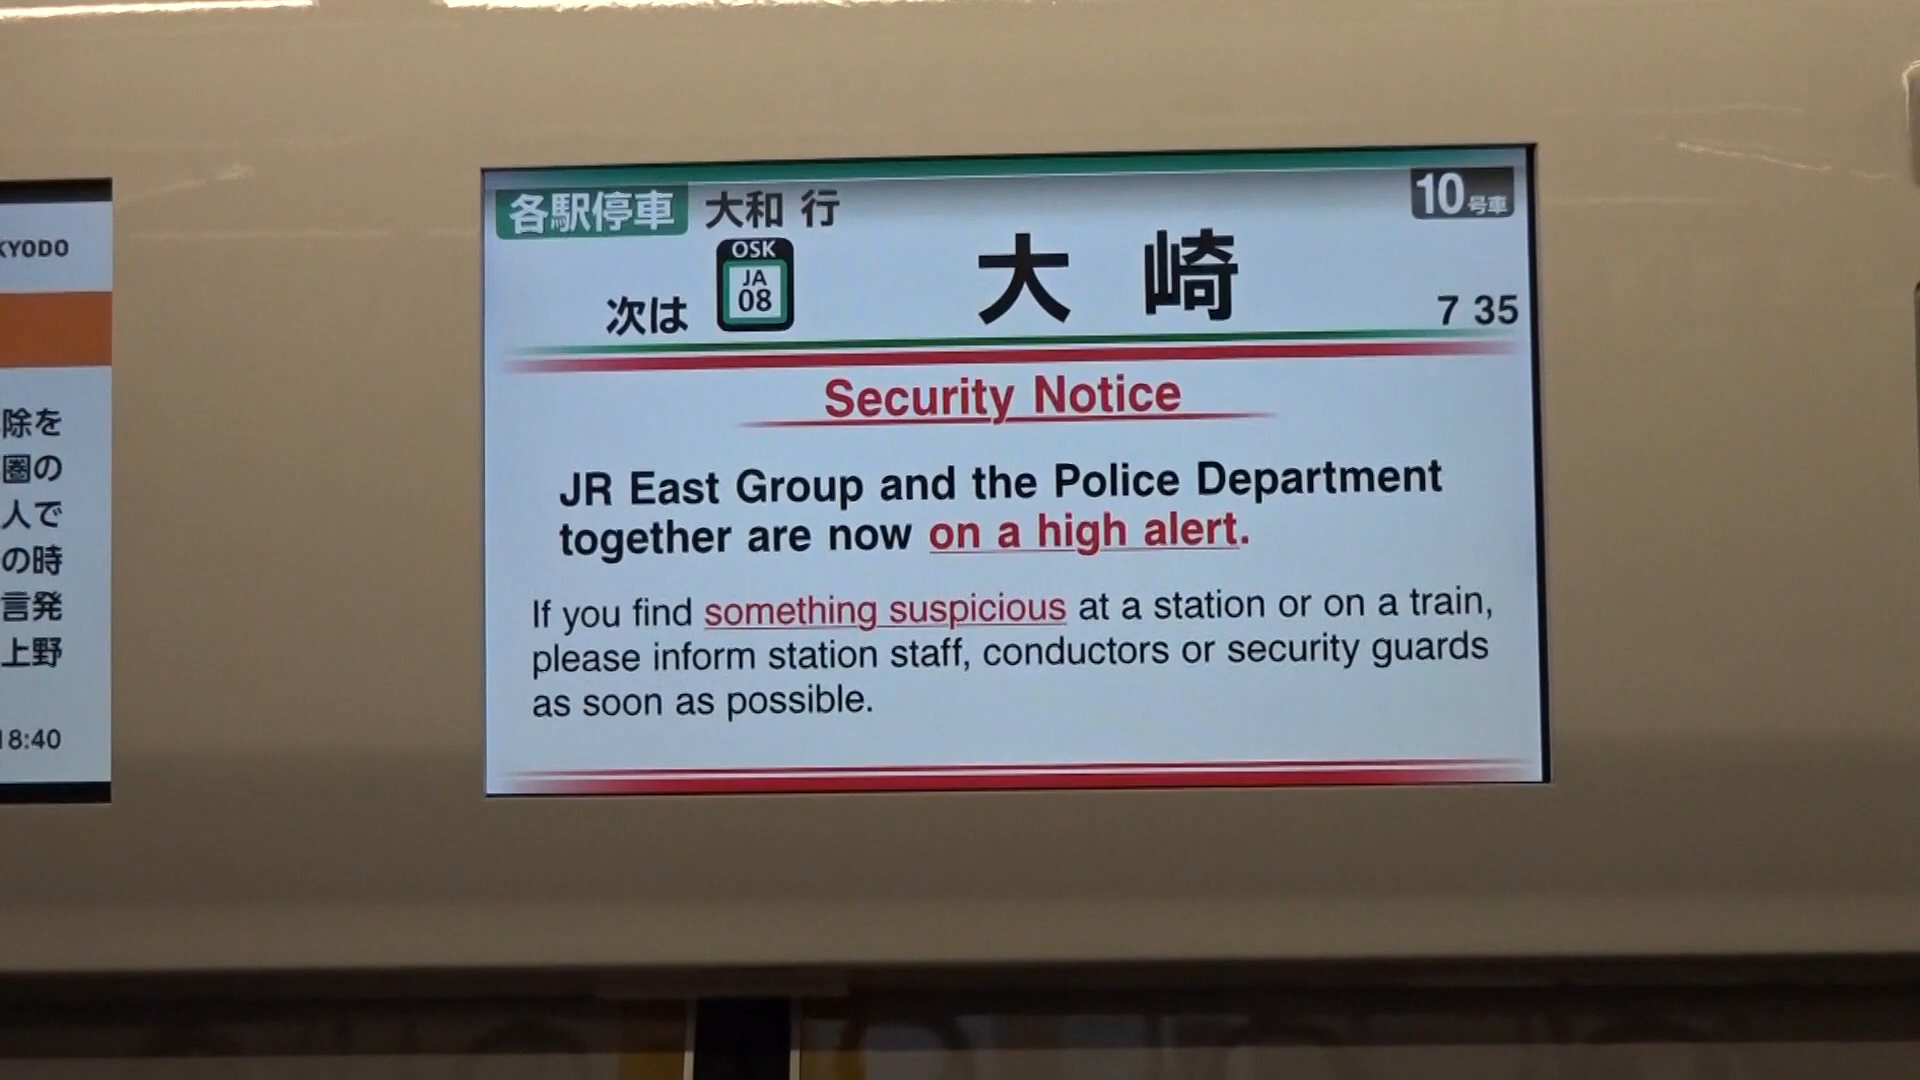 KYODO
除を
圏の
人で
の時
言発
上野
18:40
各駅停車 大和 行
10号車
OSK
JA
08
次は
大崎
7 35
Security Notice
JR East Group and the Police Department
together are now on a high alert.
If you find something suspicious at a station or on a train,
please inform station staff, conductors or security guards
as soon as possible.